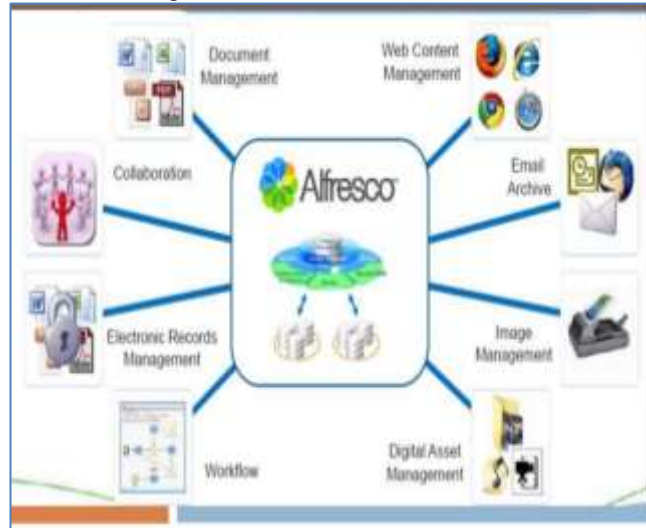 Document
Management
Web Content
Management
Collaboration
Email
Archive
Alfresco
Electronic Records
Management
Image
Management
Workflow
Digital Asset
Management